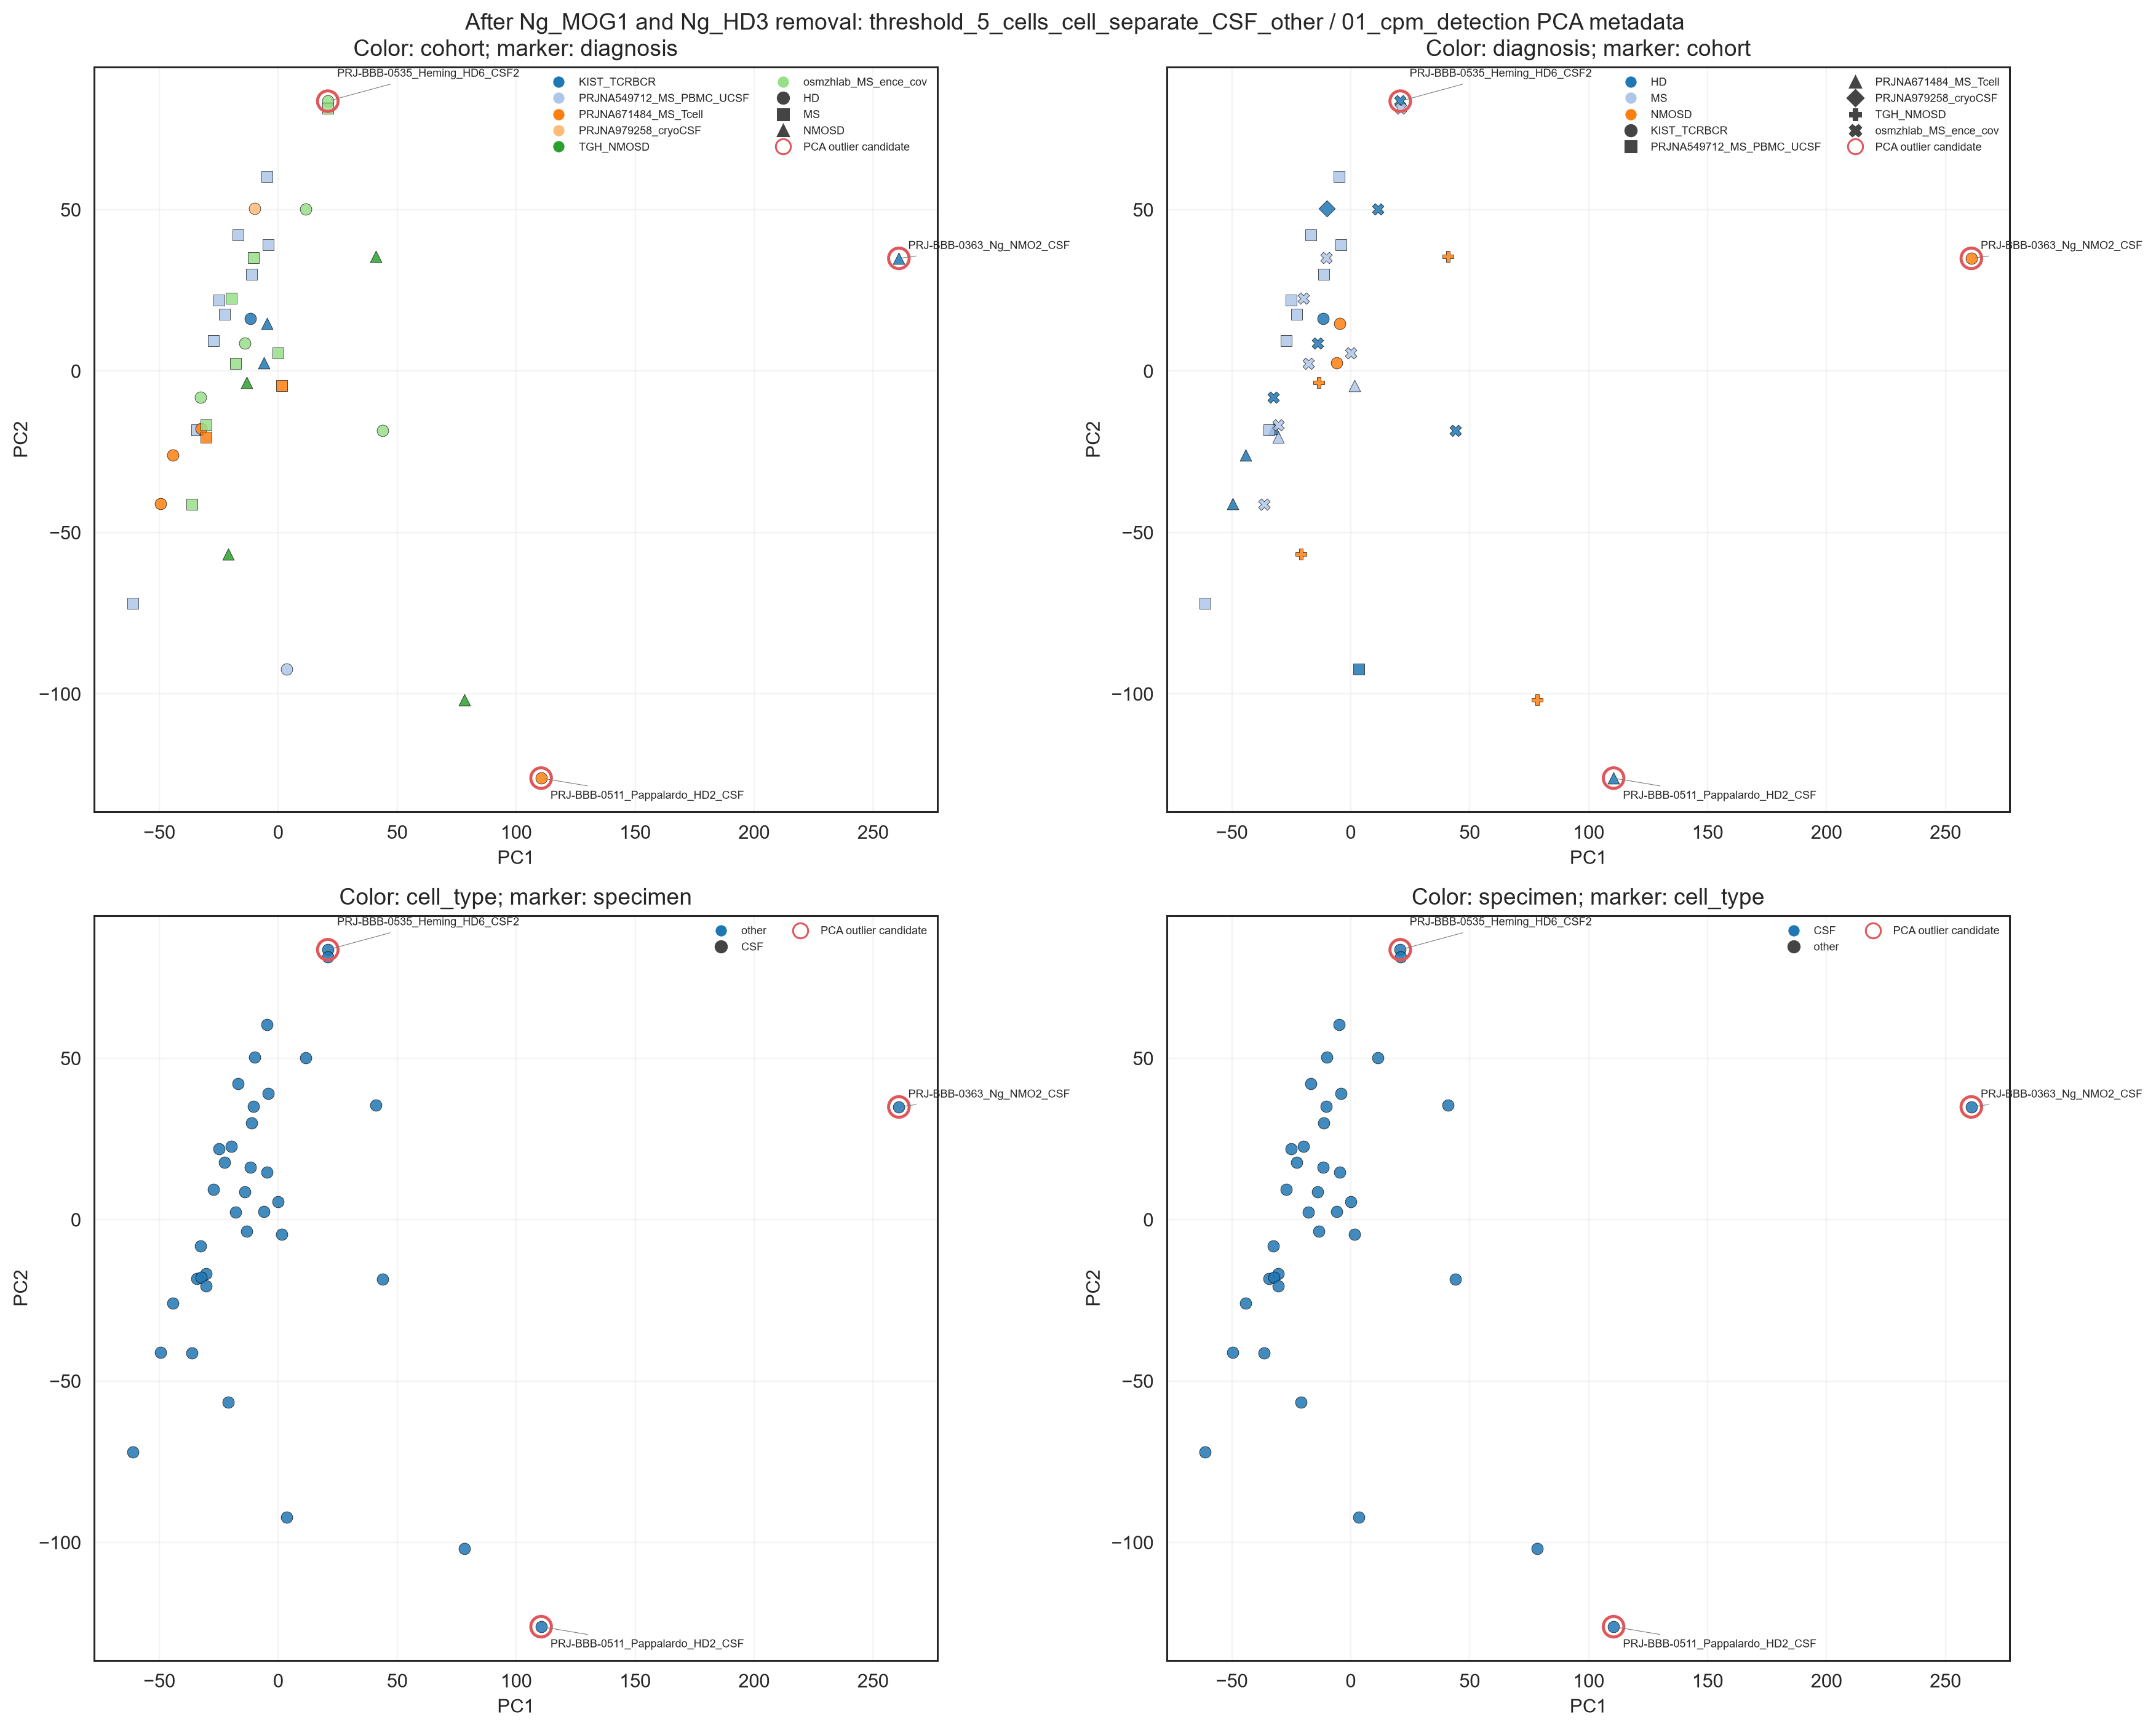 After Ng_MOG1 and Ng_HD3 removal: threshold_5_cells_cell_separate_CSF_other / 01_cpm_detection PCA metadata
Color: cohort; marker: diagnosis
PRJ-BBB-0535_Heming_HD6_CSF2
KIST_TCRBCR
PRJNA549712_MS_PBMC_UCSF
PRJNA671484_MS_Tcell
PRJNA979258_cryoCSF
TGH_NMOSD
osmzhlab_MS_ence_cov
HD
MS
NMOSD
PCA outlier candidate
PRJ-BBB-0363_Ng_NMO2_CSF
PRJ-BBB-0511_Pappalardo_HD2_CSF
PC2
50
0
−50
−100
−50 0 50 100 150 200 250
PC1
Color: diagnosis; marker: cohort
PRJ-BBB-0535_Heming_HD6_CSF2
HD
MS
NMOSD
KIST_TCRBCR
PRJNA549712_MS_PBMC_UCSF
PRJNA671484_MS_Tcell
PRJNA979258_cryoCSF
TGH_NMOSD
osmzhlab_MS_ence_cov
PCA outlier candidate
PRJ-BBB-0363_Ng_NMO2_CSF
PRJ-BBB-0511_Pappalardo_HD2_CSF
PC2
50
0
−50
−100
−50 0 50 100 150 200 250
PC1
Color: cell_type; marker: specimen
PRJ-BBB-0535_Heming_HD6_CSF2
other
CSF
PCA outlier candidate
PRJ-BBB-0363_Ng_NMO2_CSF
PRJ-BBB-0511_Pappalardo_HD2_CSF
PC2
50
0
−50
−100
−50 0 50 100 150 200 250
PC1
Color: specimen; marker: cell_type
PRJ-BBB-0535_Heming_HD6_CSF2
CSF
other
PCA outlier candidate
PRJ-BBB-0363_Ng_NMO2_CSF
PRJ-BBB-0511_Pappalardo_HD2_CSF
PC2
50
0
−50
−100
−50 0 50 100 150 200 250
PC1